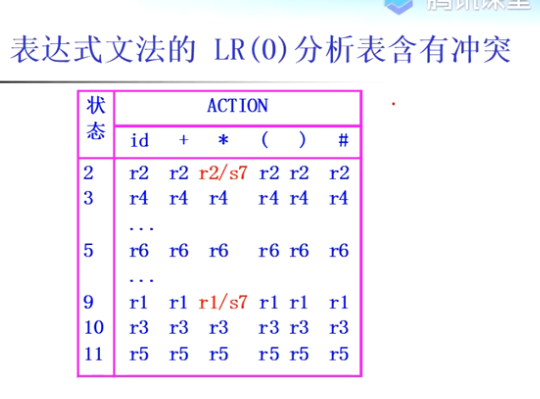 腾讯课堂
表达式文法的 LR(0)分析表含有冲突
状态 ACTION
id + * ( ) #
2 r2 r2 r2/s7 r2 r2 r2
3 r4 r4 r4 r4 r4 r4
...
5 r6 r6 r6 r6 r6 r6
...
9 r1 r1 r1/s7 r1 r1 r1
10 r3 r3 r3 r3 r3 r3
11 r5 r5 r5 r5 r5 r5